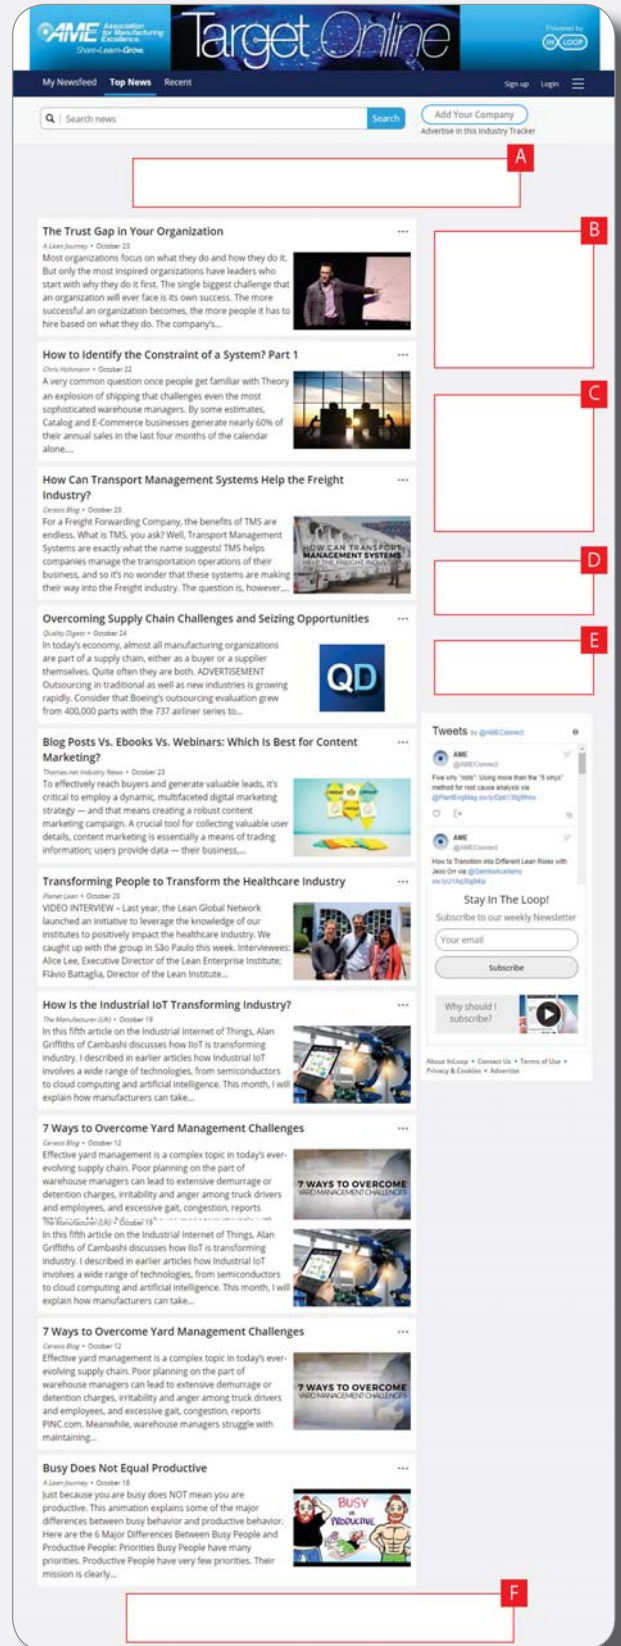 AME Association
for Manufacturing
Excellence
Share•Learn•Grow.
Target Online
Powered by
IN LOOP
My Newsfeed Top News Recent
Sign up Login
Search news
Search
Add Your Company
Advertise in this Industry Tracker
A
The Trust Gap in Your Organization
A Lean Journey • October 23
Most organizations focus on what they do and how they do it.
But only the most inspired organizations have leaders who
start with why they do it first. The single biggest challenge that
an organization will ever face is its own success. The more
successful an organization becomes, the more people it has to
hire based on what they do. The company's...
B
How to Identify the Constraint of a System? Part 1
Chris Hohmann • October 22
A very common question once people get familiar with Theory
an explosion of shipping that challenges even the most
sophisticated warehouse managers. By some estimates,
Catalog and E-Commerce businesses generate nearly 60% of
their annual sales in the last four months of the calendar
alone....
C
How Can Transport Management Systems Help the Freight
Industry?
Cerasis Blog • October 23
For a Freight Forwarding Company, the benefits of TMS are
endless. What is TMS, you ask? Well, Transport Management
Systems are exactly what the name suggests! TMS helps
companies manage the transportation operations of their
business, and so it's no wonder that these systems are making
their way into the Freight industry. The question is, however,...
HOW CAN TRANSPORT
MANAGEMENT SYSTEMS
HELP THE FREIGHT INDUSTRY
D
Overcoming Supply Chain Challenges and Seizing Opportunities
Quality Digest • October 24
In today's economy, almost all manufacturing organizations
are part of a supply chain, either as a buyer or a supplier
themselves. Quite often they are both. ADVERTISEMENT
Outsourcing in traditional as well as new industries is growing
rapidly. Consider that Boeing's outsourcing evaluation grew
from 400,000 parts with the 737 airliner series to...
QD
E
Blog Posts Vs. Ebooks Vs. Webinars: Which Is Best for Content
Marketing?
Thomas.net Industry News • October 23
To effectively reach buyers and generate valuable leads, it's
critical to employ a dynamic, multifaceted digital marketing
strategy — and that means creating a robust content
marketing campaign. A crucial tool for collecting valuable user
details, content marketing is essentially a means of trading
information; users provide data — their business,...
Transforming People to Transform the Healthcare Industry
Planet Lean • October 20
VIDEO INTERVIEW – Last year, the Lean Global Network
launched an initiative to leverage the knowledge of our
institutes to positively impact the healthcare industry. We
caught up with the group in São Paulo this week. Interviewees:
Alice Lee, Executive Director of the Lean Enterprise Institute;
Flávio Battaglia, Director of the Lean Institute...
How Is the Industrial IoT Transforming Industry?
The Manufacturer (UK) • October 19
In this fifth article on the Industrial Internet of Things, Alan
Griffiths of Cambashi discusses how IIoT is transforming
industry. I described in earlier articles how Industrial IoT
involves a wide range of technologies, from semiconductors
to cloud computing and artificial intelligence. This month, I will
explain how manufacturers can take...
7 Ways to Overcome Yard Management Challenges
Cerasis Blog • October 12
Effective yard management is a complex topic in today's ever-
evolving supply chain. Poor planning on the part of
warehouse managers can lead to extensive demurrage or
detention charges, irritability and anger among truck drivers
and employees, and excessive gait, congestion, reports
7 WAYS TO OVERCOME
YARD MANAGEMENT CHALLENGES
The Manufacturer (UK) • October 19
In this fifth article on the Industrial Internet of Things, Alan
Griffiths of Cambashi discusses how IIoT is transforming
industry. I described in earlier articles how Industrial IoT
involves a wide range of technologies, from semiconductors
to cloud computing and artificial intelligence. This month, I will
explain how manufacturers can take...
7 Ways to Overcome Yard Management Challenges
Cerasis Blog • October 12
Effective yard management is a complex topic in today's ever-
evolving supply chain. Poor planning on the part of
warehouse managers can lead to extensive demurrage or
detention charges, irritability and anger among truck drivers
and employees, and excessive gait, congestion, reports
PINC.com. Meanwhile, warehouse managers struggle with
maintaining...
7 WAYS TO OVERCOME
YARD MANAGEMENT CHALLENGES
Busy Does Not Equal Productive
A Lean Journey • October 18
Just because you are busy does NOT mean you are
productive. This animation explains some of the major
differences between busy behavior and productive behavior.
Here are the 6 Major Differences Between Busy People and
Productive People: Priorities Busy People have many
priorities. Productive People have very few priorities. Their
mission is clearly...
BUSY
vs
PRODUCTIVE
Tweets by @AMEConnect
AME
@AMEConnect
Five why "nots": Using more than the "5 whys"
method for root cause analysis via
AME
@AMEConnect
How to Transition into Different Lean Roles with
Jess Orr via @GembaAcademy
Stay In The Loop!
Subscribe to our weekly Newsletter
Your email
Subscribe
Why should I
subscribe?
About InLoop • Contact Us • Terms of Use •
Privacy & Cookies • Advertise
F